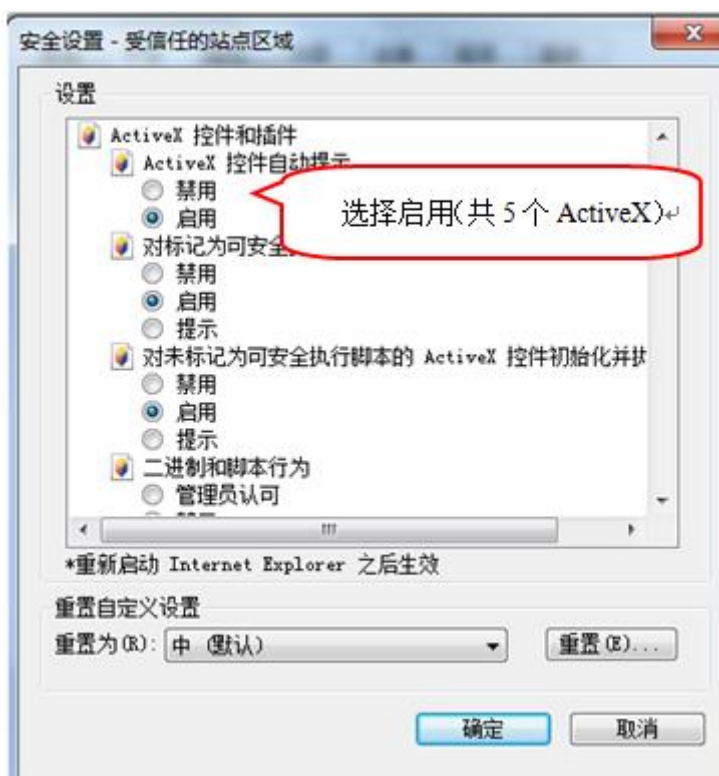 安全设置 - 受信任的站点区域
设置
ActiveX 控件和插件
ActiveX 控件自动提示
禁用
启用
选择启用(共 5 个 ActiveX)↵
对标记为可安全
禁用
启用
提示
对未标记为可安全执行脚本的 ActiveX 控件初始化并执
禁用
启用
提示
二进制和脚本行为
管理员认可
*重新启动 Internet Explorer 之后生效
重置自定义设置
重置为(R): 中 (默认)
重置(E)...
确定 取消